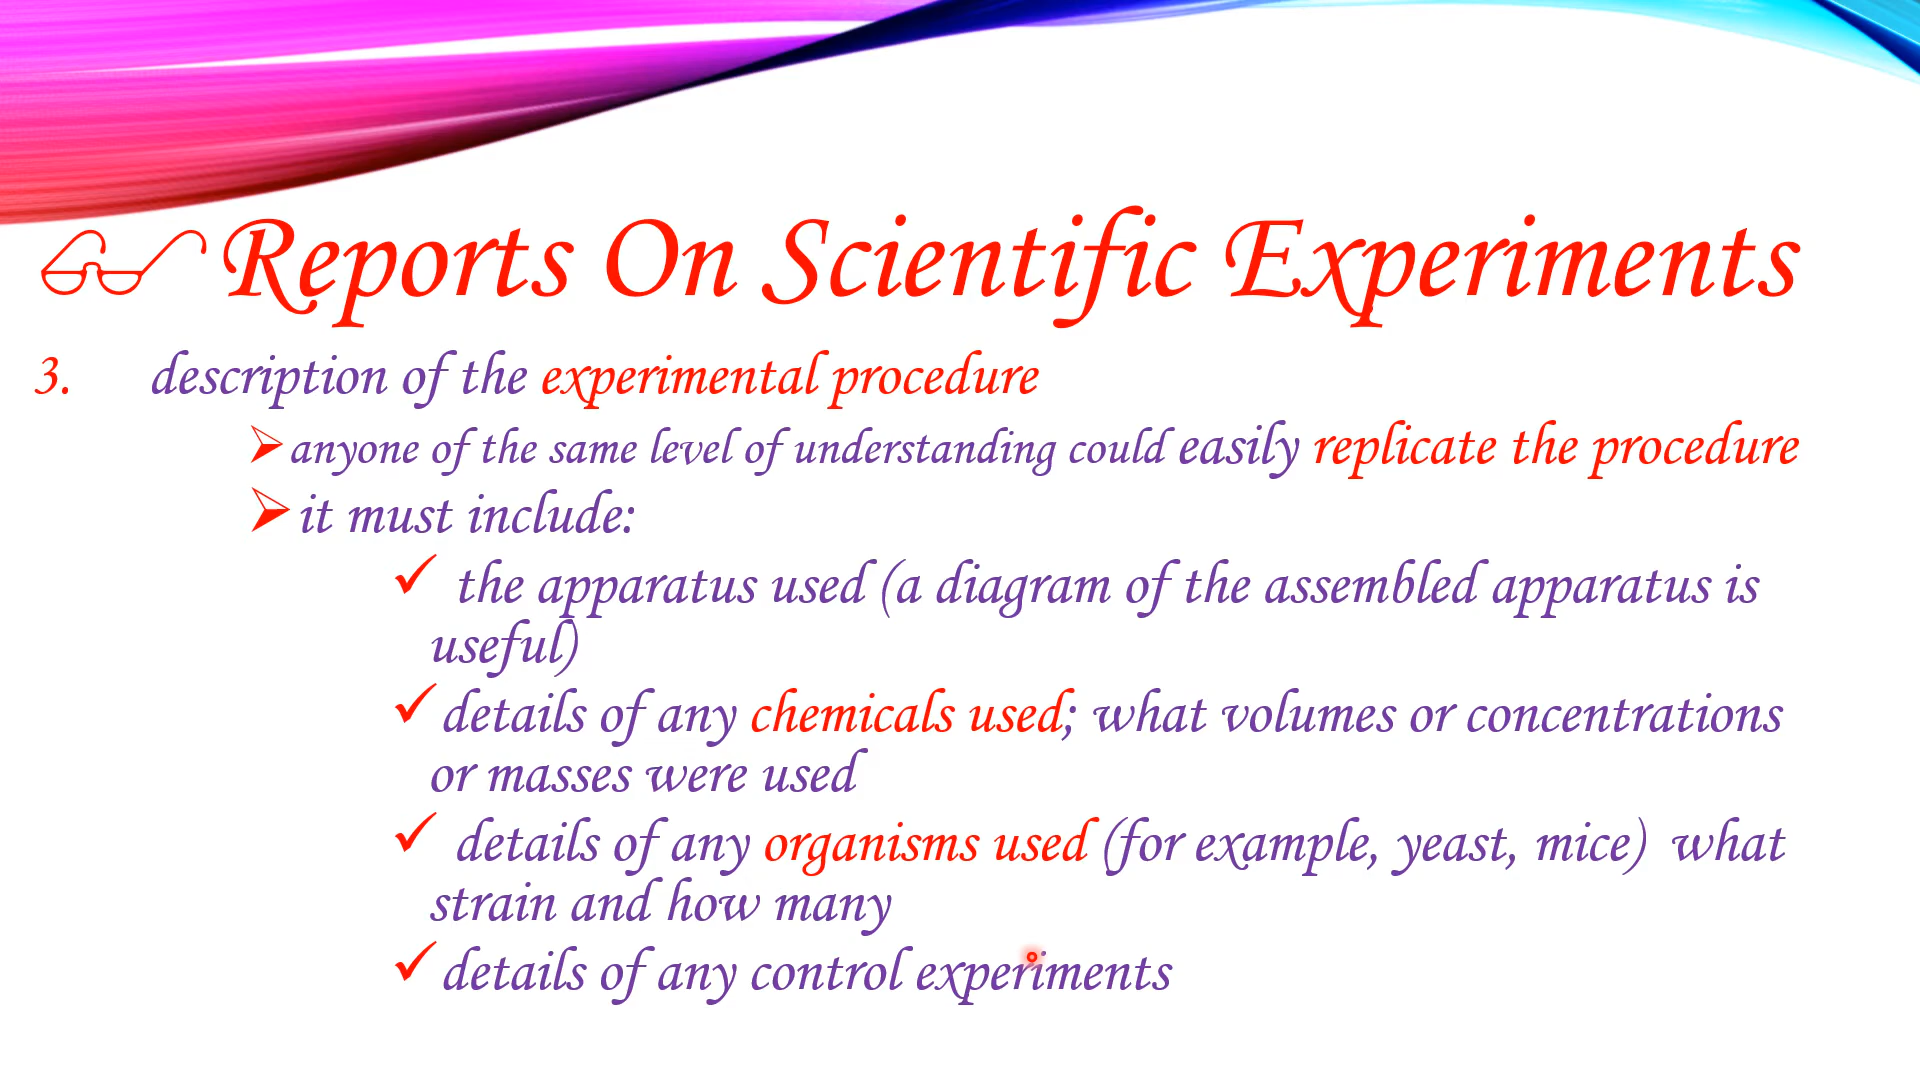 Reports On Scientific Experiments
3. description of the experimental procedure
anyone of the same level of understanding could easily replicate the procedure
it must include:
the apparatus used (a diagram of the assembled apparatus is
useful)
details of any chemicals used; what volumes or concentrations
or masses were used
details of any organisms used (for example, yeast, mice) what
strain and how many
details of any control experiments